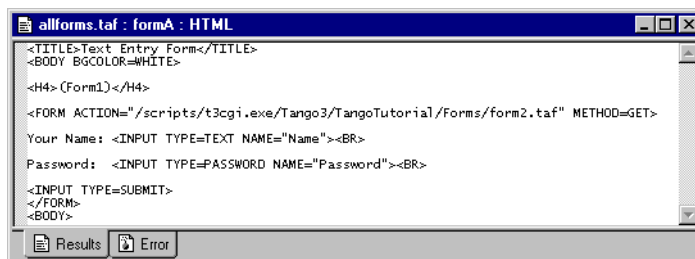 allforms.taf : formA : HTML
<TITLE>Text Entry Form</TITLE>
<BODY BGCOLOR=WHITE>
<H4>(Form1)</H4>
<FORM ACTION="/scripts/t3cgi.exe/Tango3/TangoTutorial/Forms/form2.taf" METHOD=GET>
Your Name: <INPUT TYPE=TEXT NAME="Name"><BR>
Password:  <INPUT TYPE=PASSWORD NAME="Password"><BR>
<INPUT TYPE=SUBMIT>
</FORM>
<BODY>
Results Error